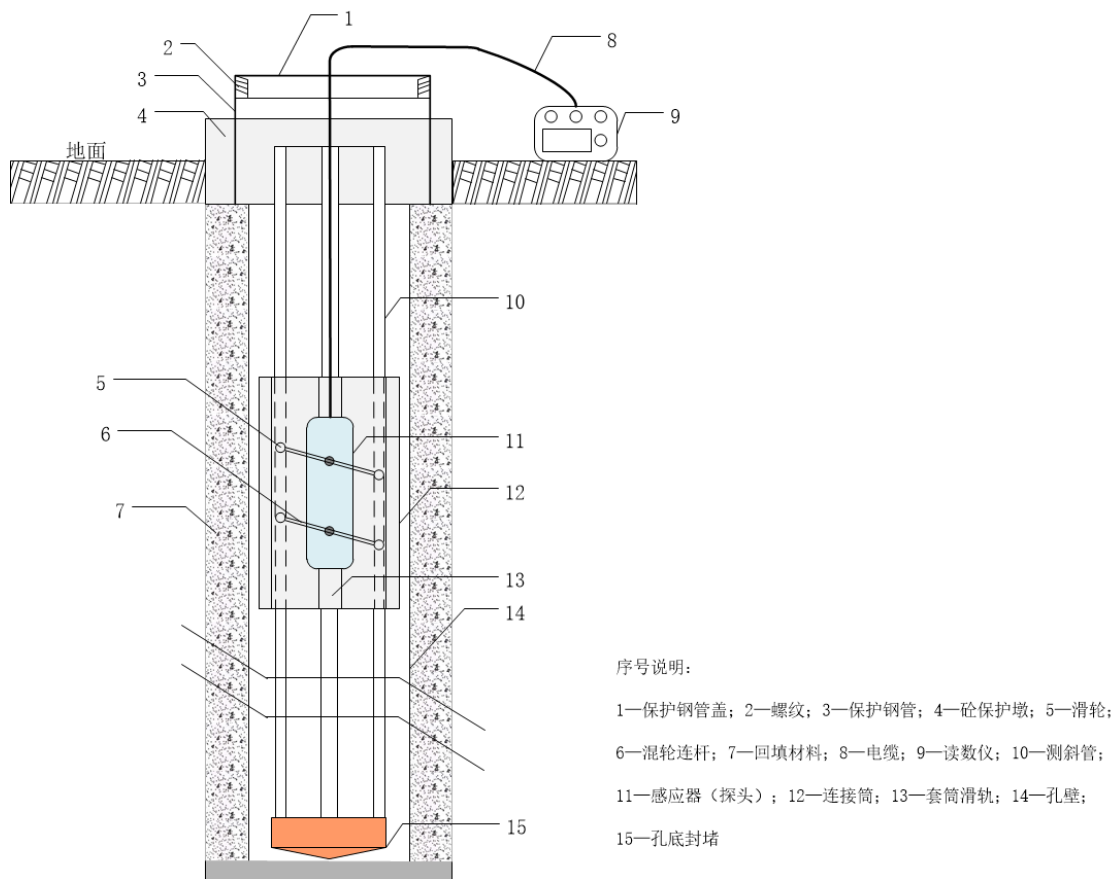 1
2
8
3
4
9
地面
10
5
11
6
12
7
13
14
15
序号说明:
1—保护钢管盖; 2—螺纹; 3—保护钢管; 4—砼保护墩; 5—滑轮;
6—混轮连杆; 7—回填材料; 8—电缆; 9—读数仪; 10—测斜管;
11—感应器（探头）; 12—连接筒; 13—套筒滑轨; 14—孔壁;
15—孔底封堵